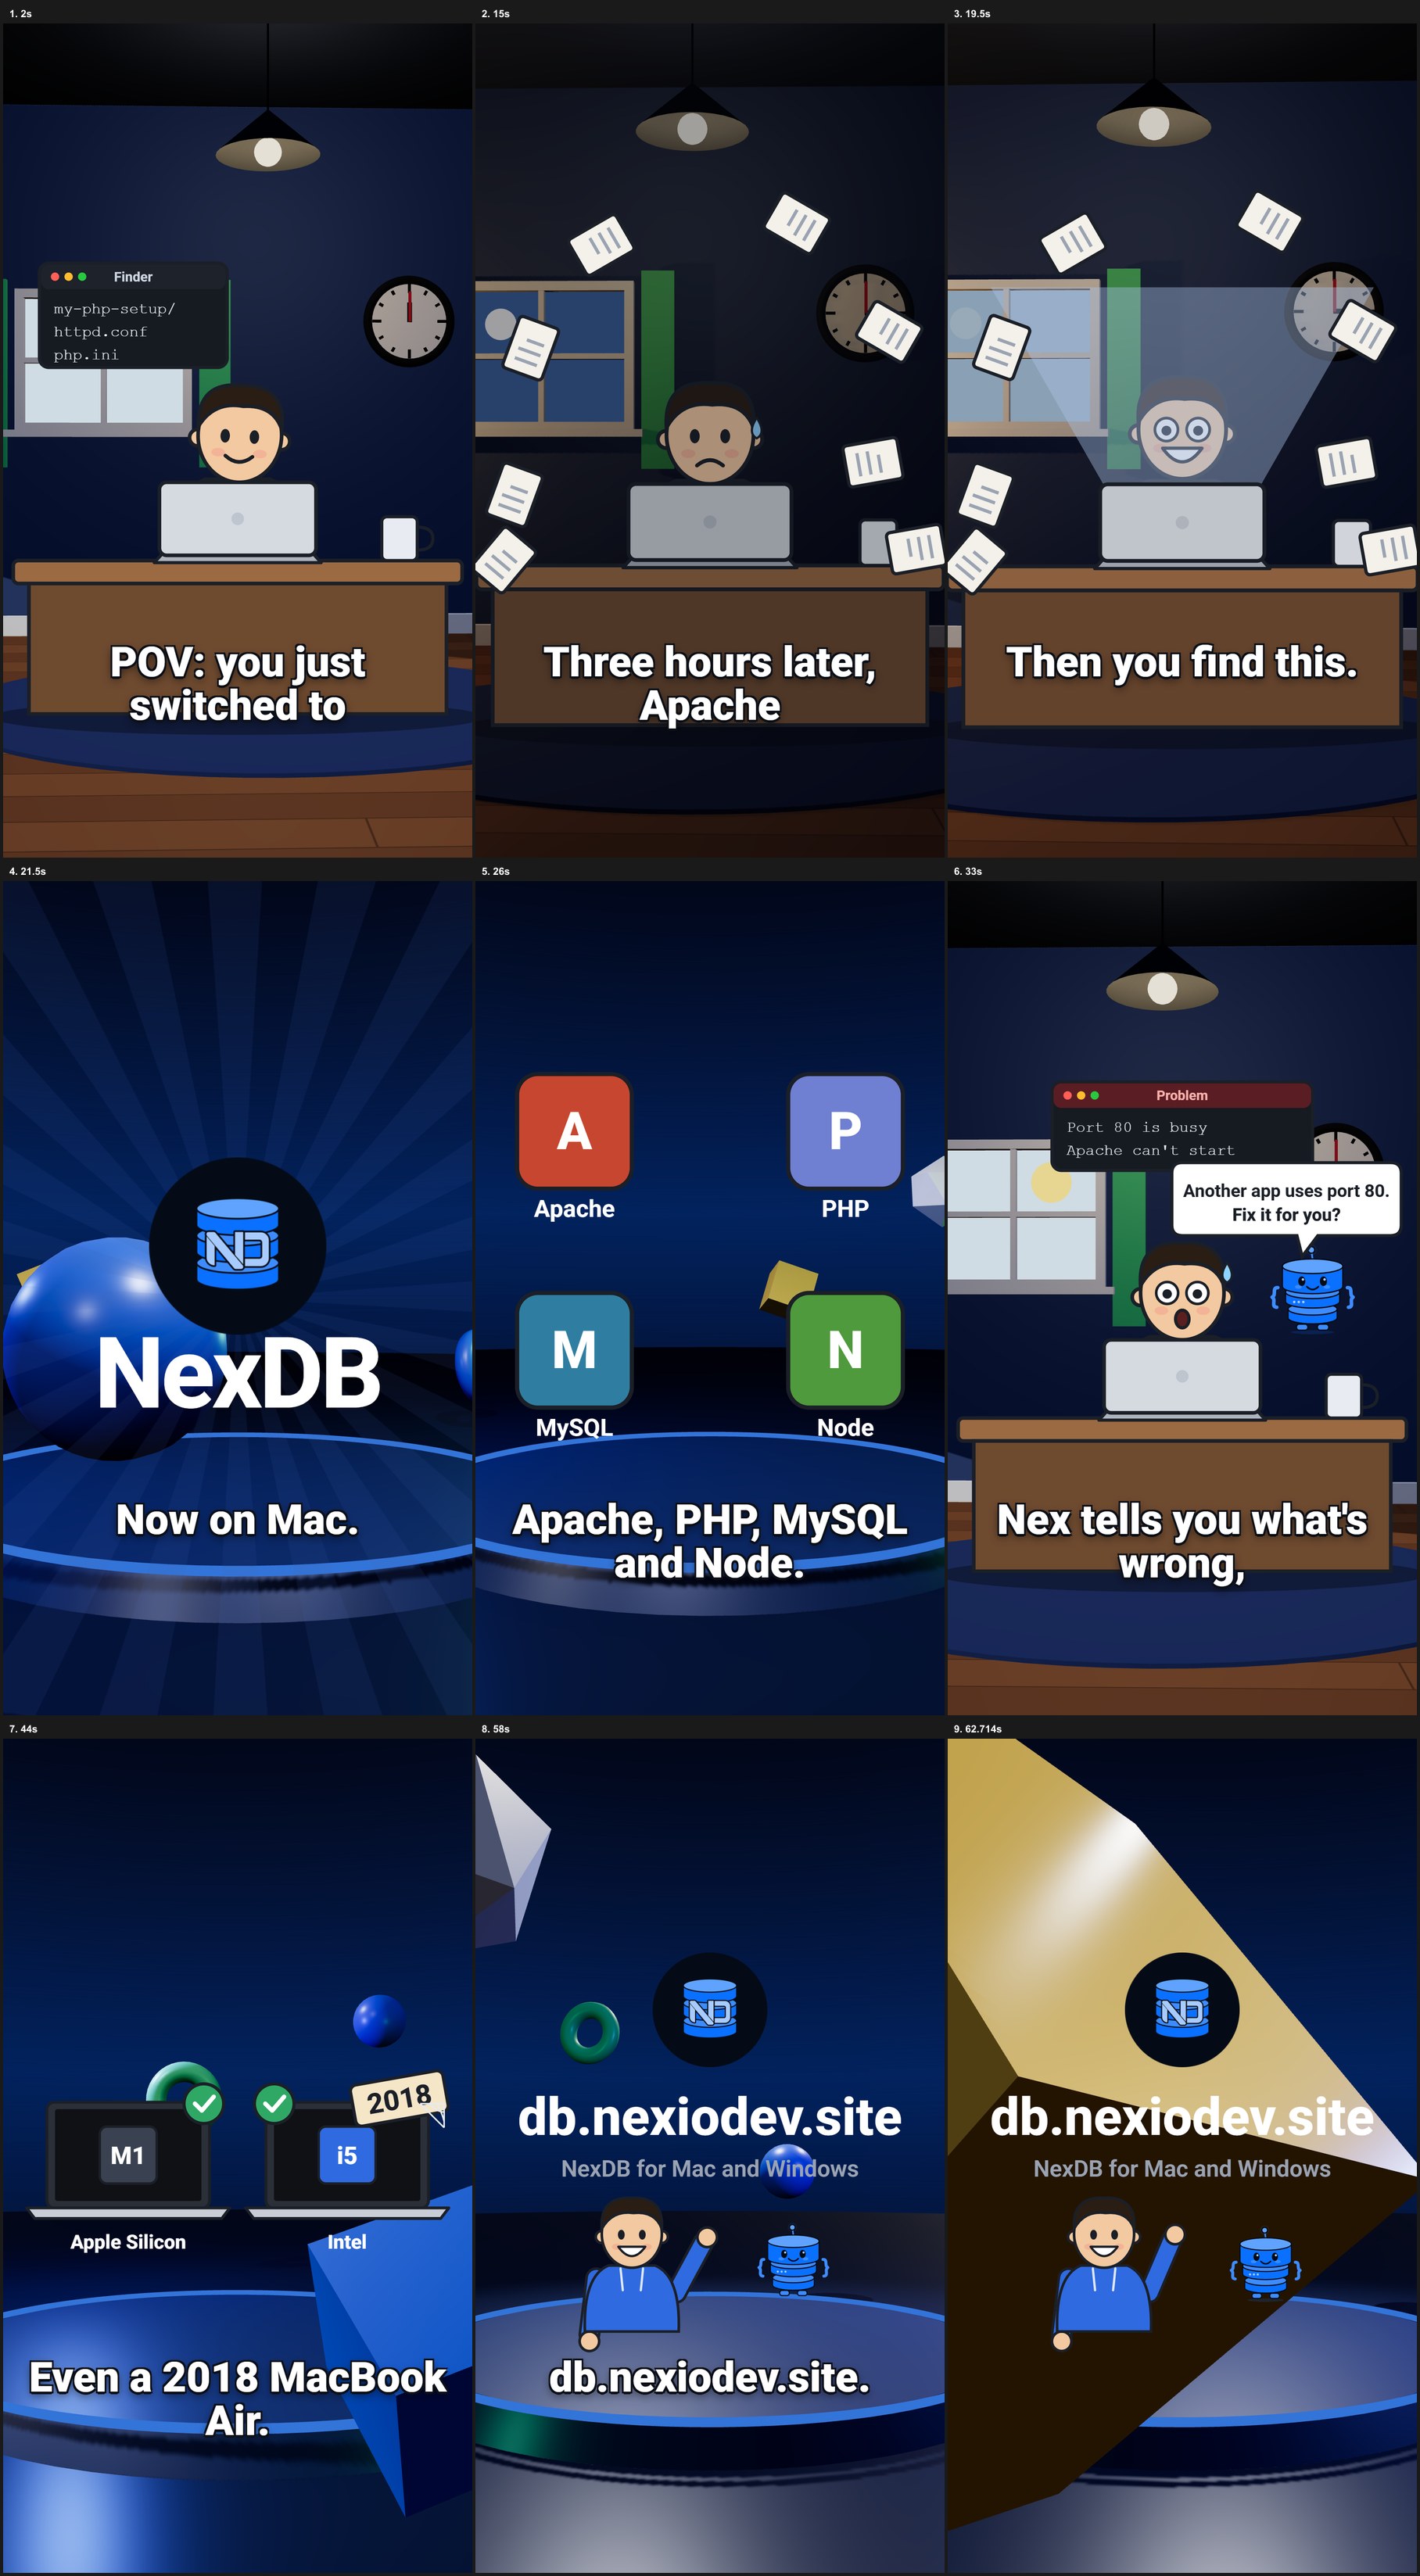 1. 2s
Finder
my-php-setup/
httpd.conf
php.ini
POV: you just
switched to
2. 15s
Three hours later,
Apache
3. 19.5s
Then you find this.
4. 21.5s
ND
NexDB
Now on Mac.
5. 26s
A
P
Apache
PHP
M
N
MySQL
Node
Apache, PHP, MySQL
and Node.
6. 33s
Problem
Port 80 is busy
Apache can't start
Another app uses port 80.
Fix it for you?
Nex tells you what's
wrong,
7. 44s
2018
M1
i5
Apple Silicon
Intel
Even a 2018 MacBook
Air.
8. 58s
ND
db.nexiodev.site
NexDB for Mac and Windows
db.nexiodev.site.
9. 62.714s
ND
db.nexiodev.site
NexDB for Mac and Windows